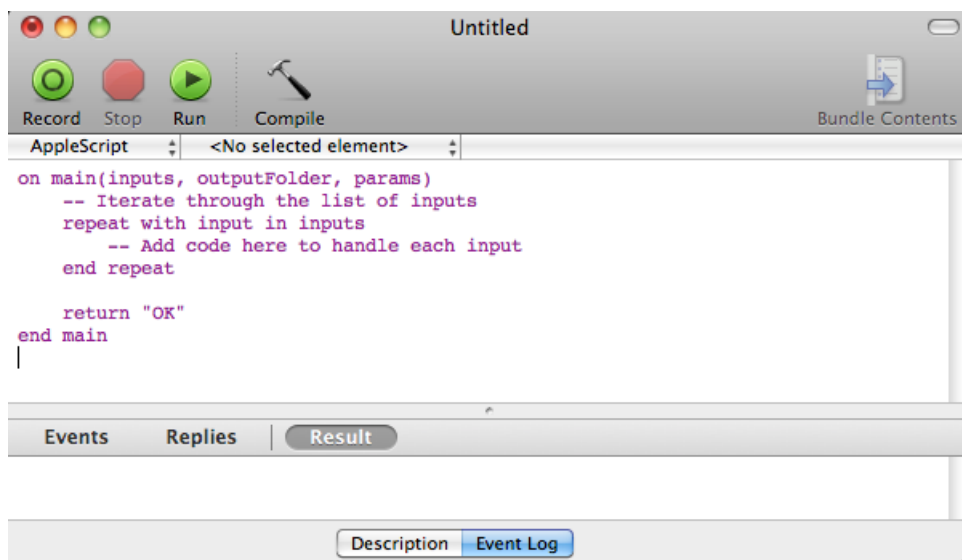 Untitled
Record Stop Run Compile Bundle Contents
AppleScript <No selected element>
on main(inputs, outputFolder, params)
    -- Iterate through the list of inputs
    repeat with input in inputs
        -- Add code here to handle each input
    end repeat

    return "OK"
end main
Events Replies Result
Description Event Log